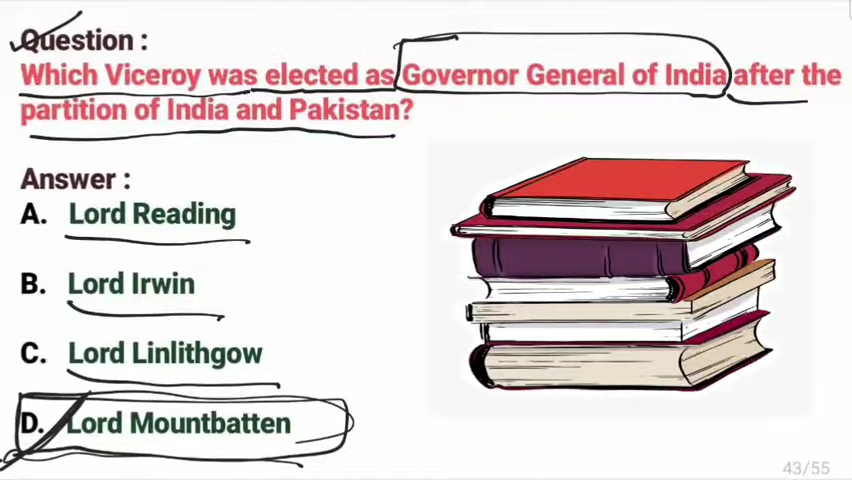 Question :
Which Viceroy was elected as Governor General of India after the
partition of India and Pakistan?
Answer :
A. Lord Reading
B. Lord Irwin
C. Lord Linlithgow
D. Lord Mountbatten
43/55